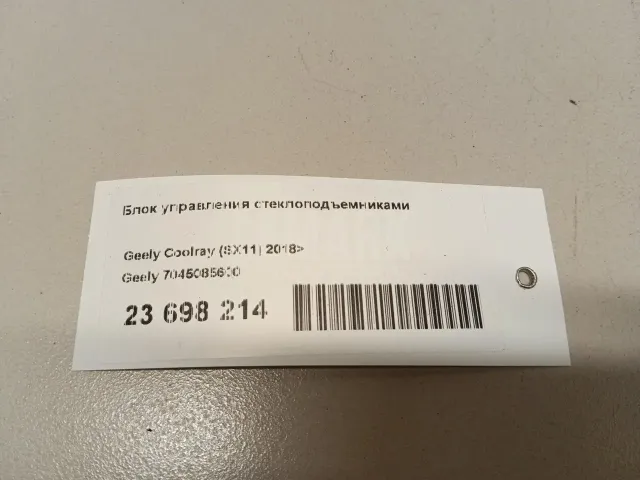 Блок управления стеклоподъемниками
Geely Coolray (SX11) 2018>
Geely 7045085600
23 698 214